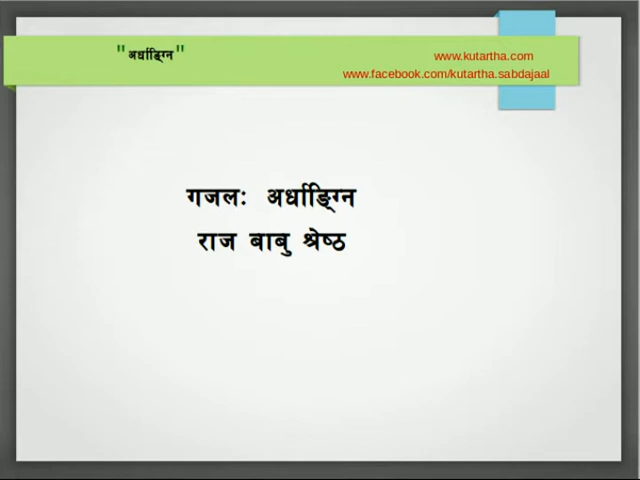 "अर्धाङ्गिन"
www.kutartha.com
www.facebook.com/kutartha.sabdajaal
गजलः अर्धाङ्गिन
राज बाबु श्रेष्ठ